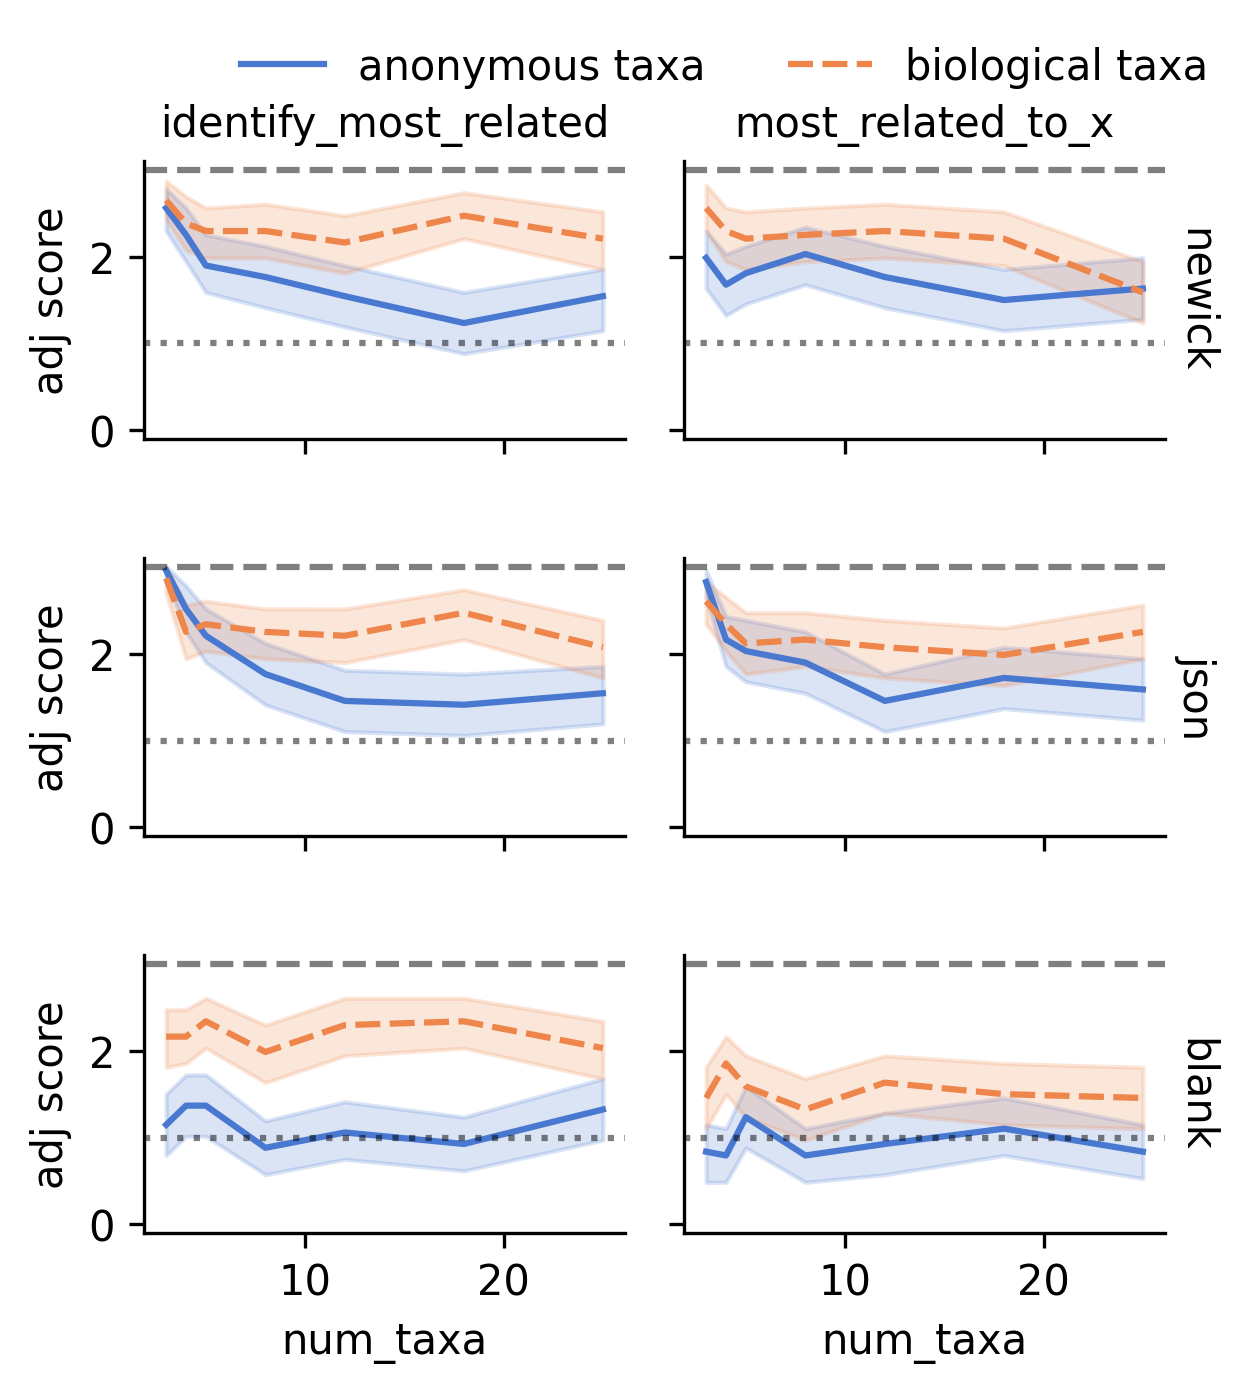 anonymous taxa biological taxa
identify_most_related most_related_to_x
adj score
2
0
newick
adj score
2
0
json
adj score
2
0
blank
10 20 10 20
num_taxa num_taxa